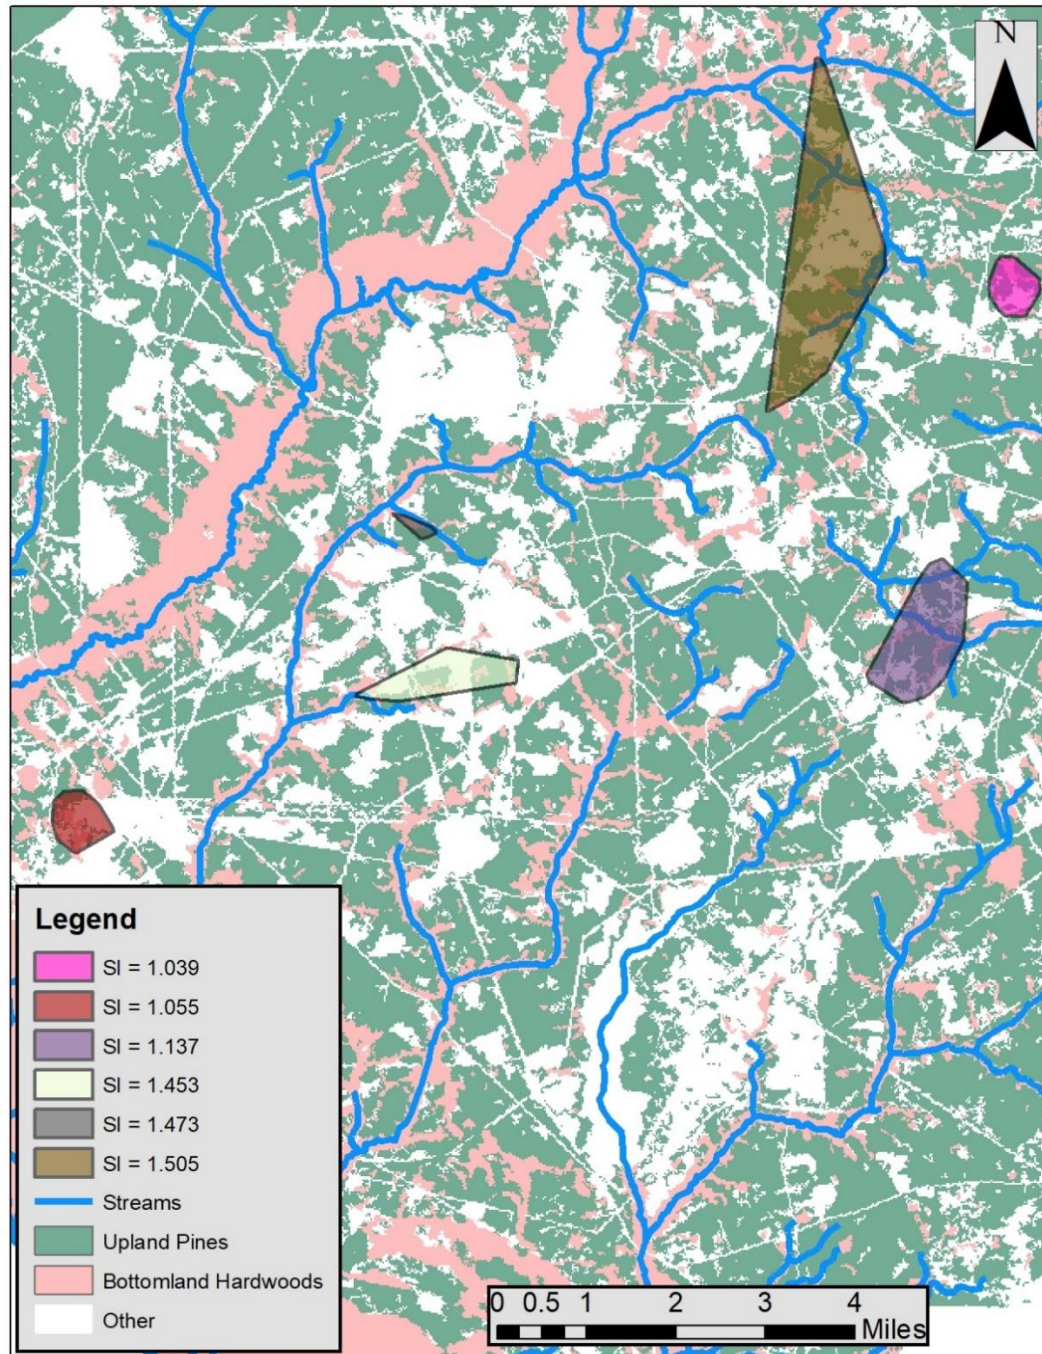 N
Legend
SI = 1.039
SI = 1.055
SI = 1.137
SI = 1.453
SI = 1.473
SI = 1.505
Streams
Upland Pines
Bottomland Hardwoods
Other
0 0.5 1 2 3 4
Miles